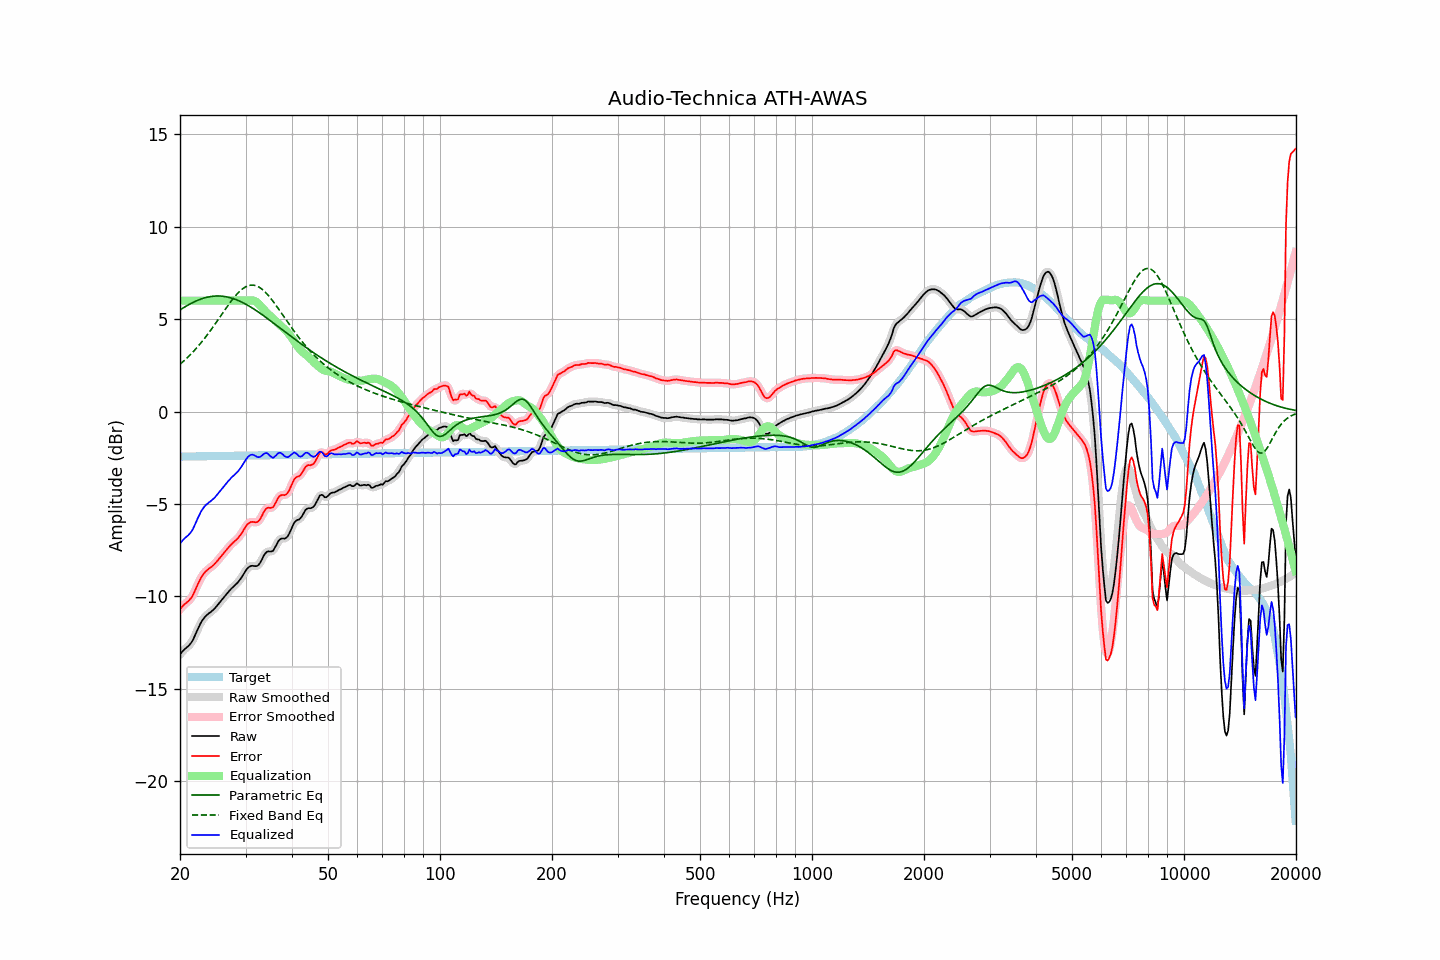 Audio-Technica ATH-AWAS
15
10
5
0
−5
−10
−15
−20
Amplitude (dBr)
Target
Raw Smoothed
Error Smoothed
Raw
Error
Equalization
Parametric Eq
Fixed Band Eq
Equalized
20 50 100 200 500 1000 2000 5000 10000 20000
Frequency (Hz)